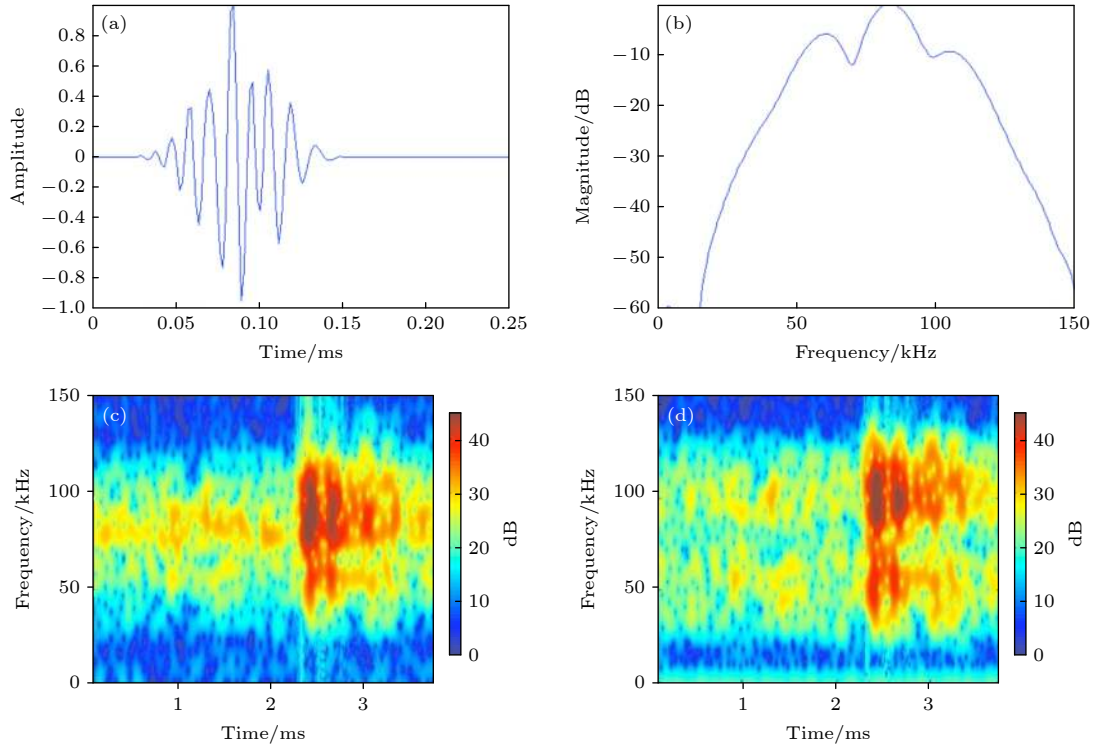 (a)
Amplitude
0.8
0.6
0.4
0.2
0
−0.2
−0.4
−0.6
−0.8
−1.0
0 0.05 0.10 0.15 0.20 0.25
Time/ms
(b)
Magnitude/dB
−10
−20
−30
−40
−50
−60
0 50 100 150
Frequency/kHz
(c)
Frequency/kHz
150
100
50
0
1 2 3
Time/ms
40
30
20
10
0
dB
(d)
Frequency/kHz
150
100
50
0
1 2 3
Time/ms
40
30
20
10
0
dB